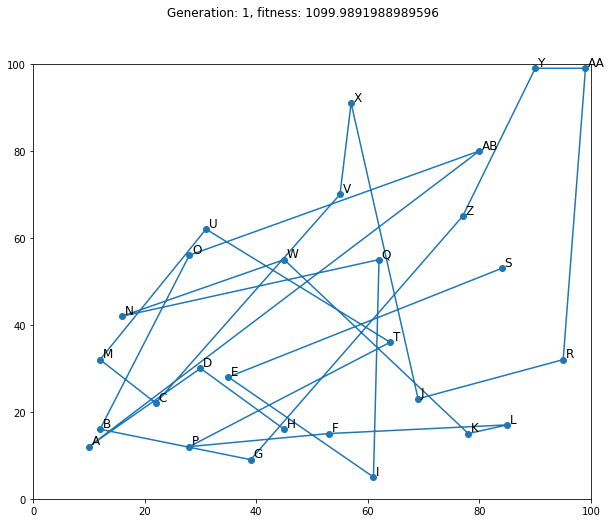 Generation: 1, fitness: 1099.9891988989596
100
80
60
40
20
0
0 20 40 60 80 100
Y AA
X
AB
V
Z
U
O W Q
S
N
T
M R
D
E
C J
B H F K L
A P
G
I